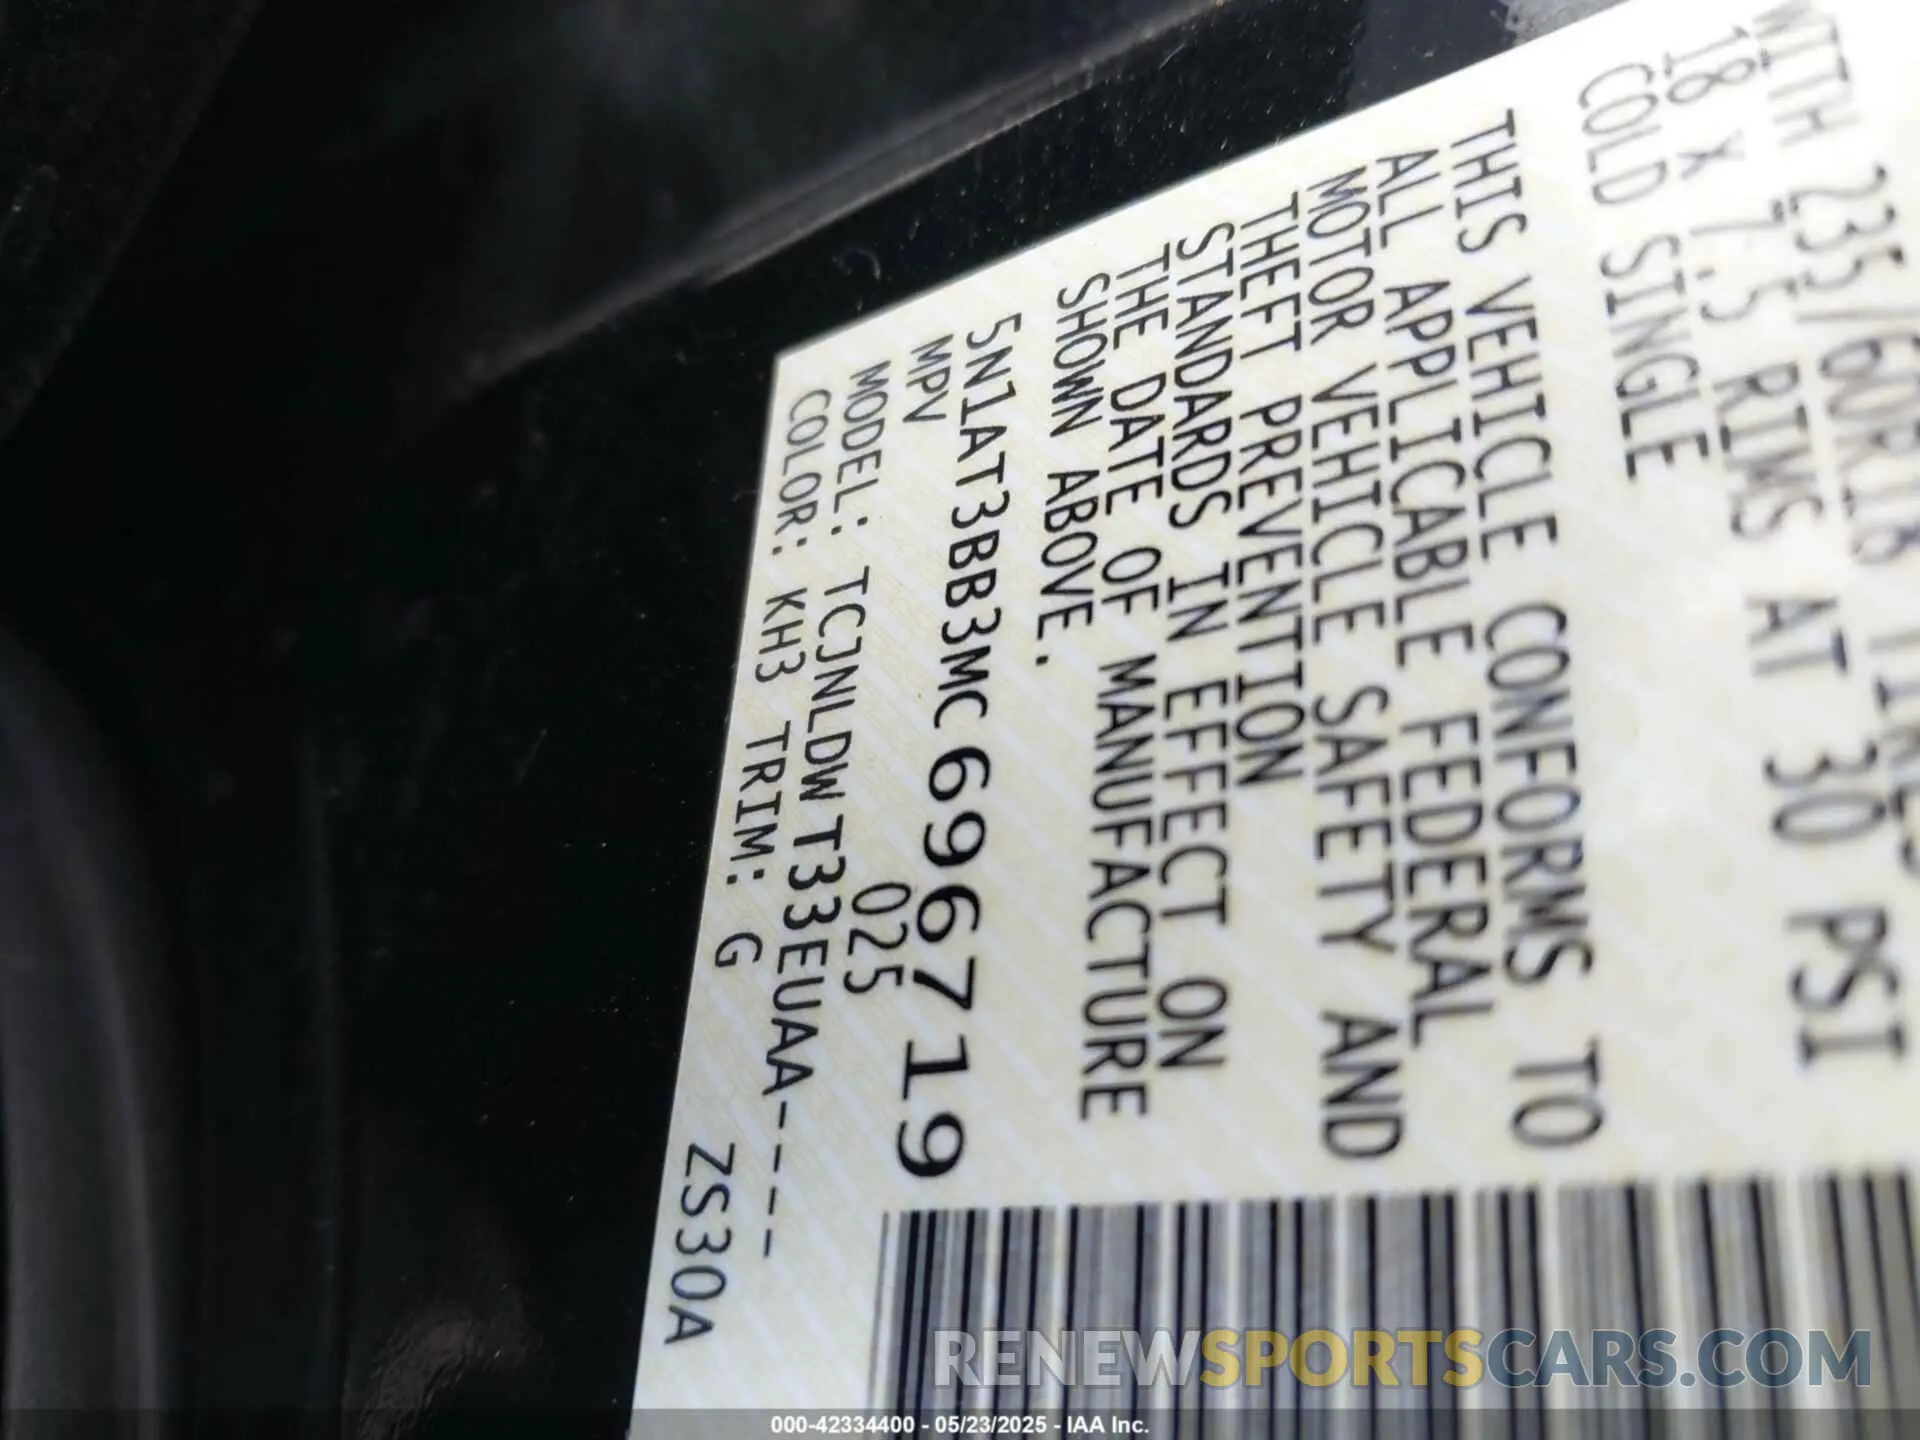 WITH 235/60R18 TIRES
18 x 7.5 RIMS AT 30 PSI
COLD SINGLE
THIS VEHICLE CONFORMS TO
ALL APPLICABLE FEDERAL
MOTOR VEHICLE SAFETY AND
THEFT PREVENTION
STANDARDS IN EFFECT ON
THE DATE OF MANUFACTURE
SHOWN ABOVE.
5N1AT3BB3MC696719
MPV 025
MODEL: TCJNLDWT33EUAA----
COLOR: KH3 TRIM: G ZS30A
RENEWSPORTSCARS.COM
000-42334400 - 05/23/2025 - IAA Inc.